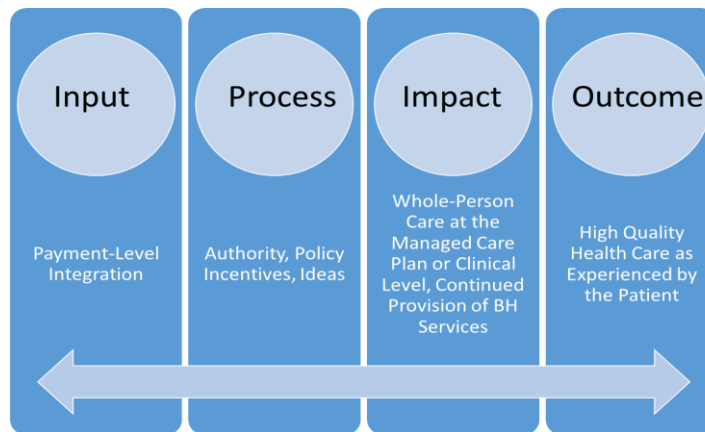 Input
Process
Impact
Outcome
Payment-Level
Integration
Authority, Policy
Incentives, Ideas
Whole-Person
Care at the
Managed Care
Plan or Clinical
Level, Continued
Provision of BH
Services
High Quality
Health Care as
Experienced by
the Patient